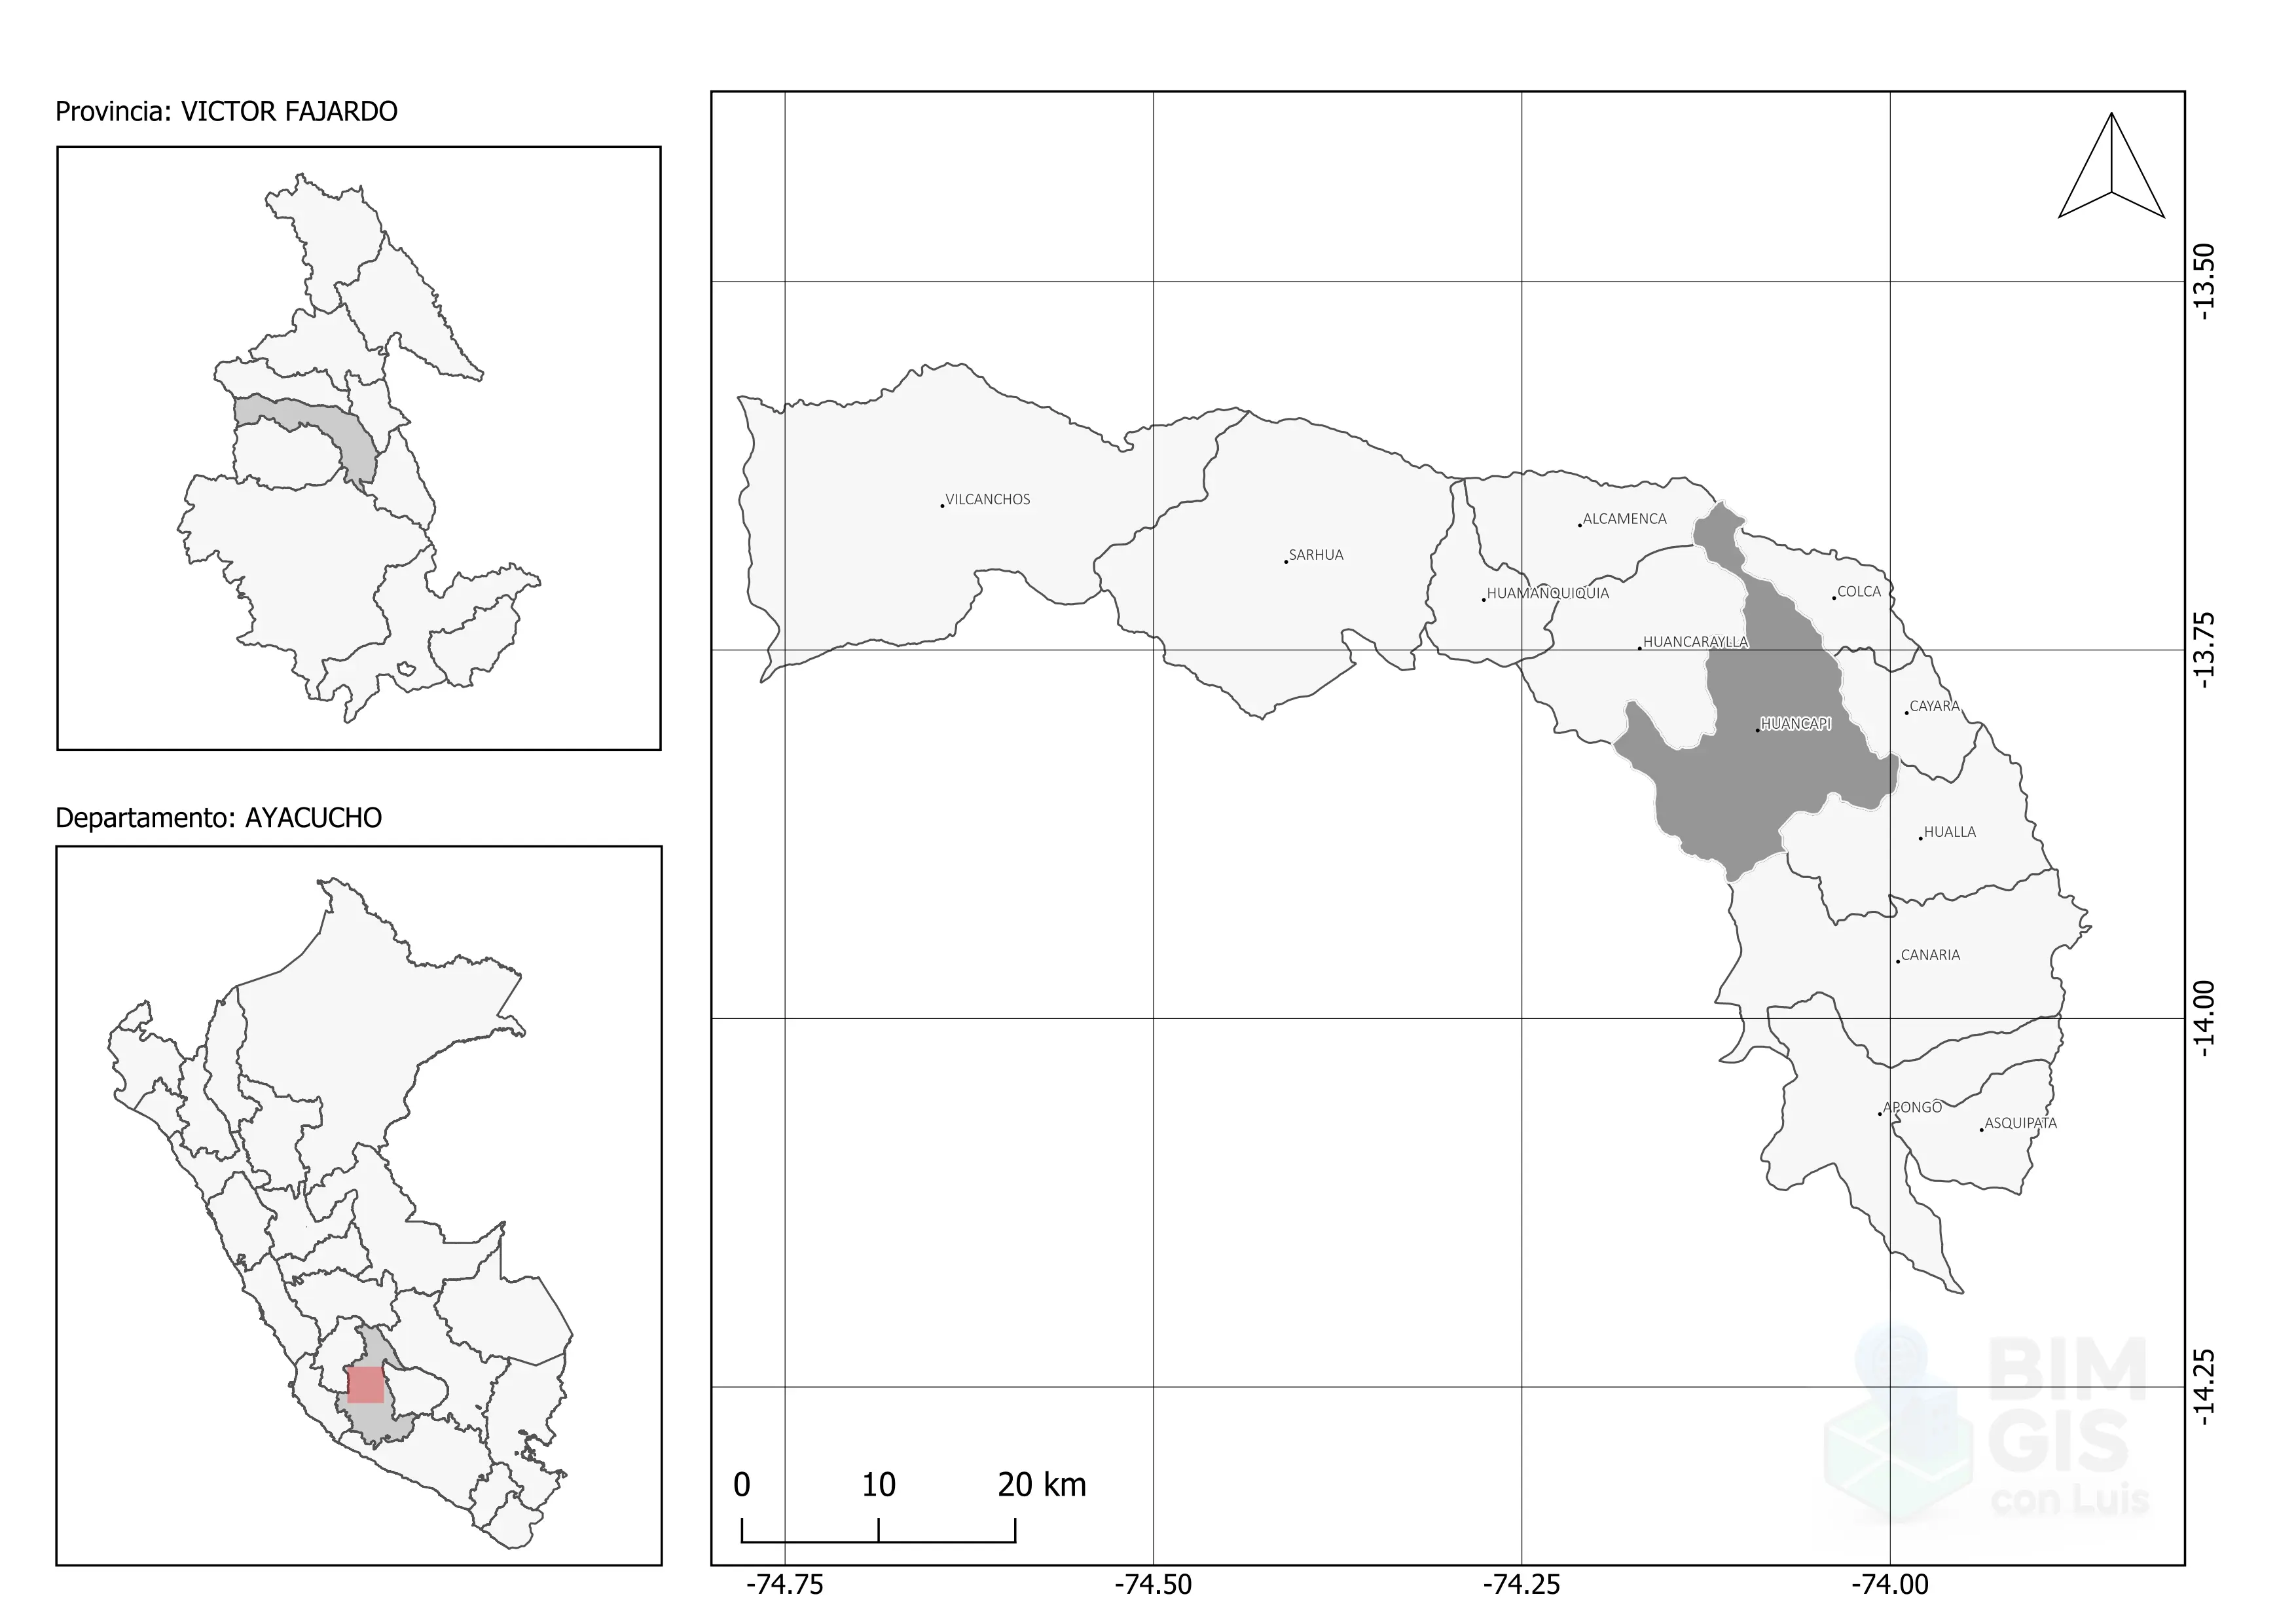 Provincia: VICTOR FAJARDO
Departamento: AYACUCHO
VILCANCHOS
SARHUA
ALCAMENCA
HUAMANQUIQUIA
HUANCARAYLLA
COLCA
CAYARA
HUANCAPI
HUALLA
CANARIA
APONGO
ASQUIPATA
-13.50
-13.75
-14.00
-14.25
0 10 20 km
-74.75 -74.50 -74.25 -74.00
BIM
GIS
con Luis